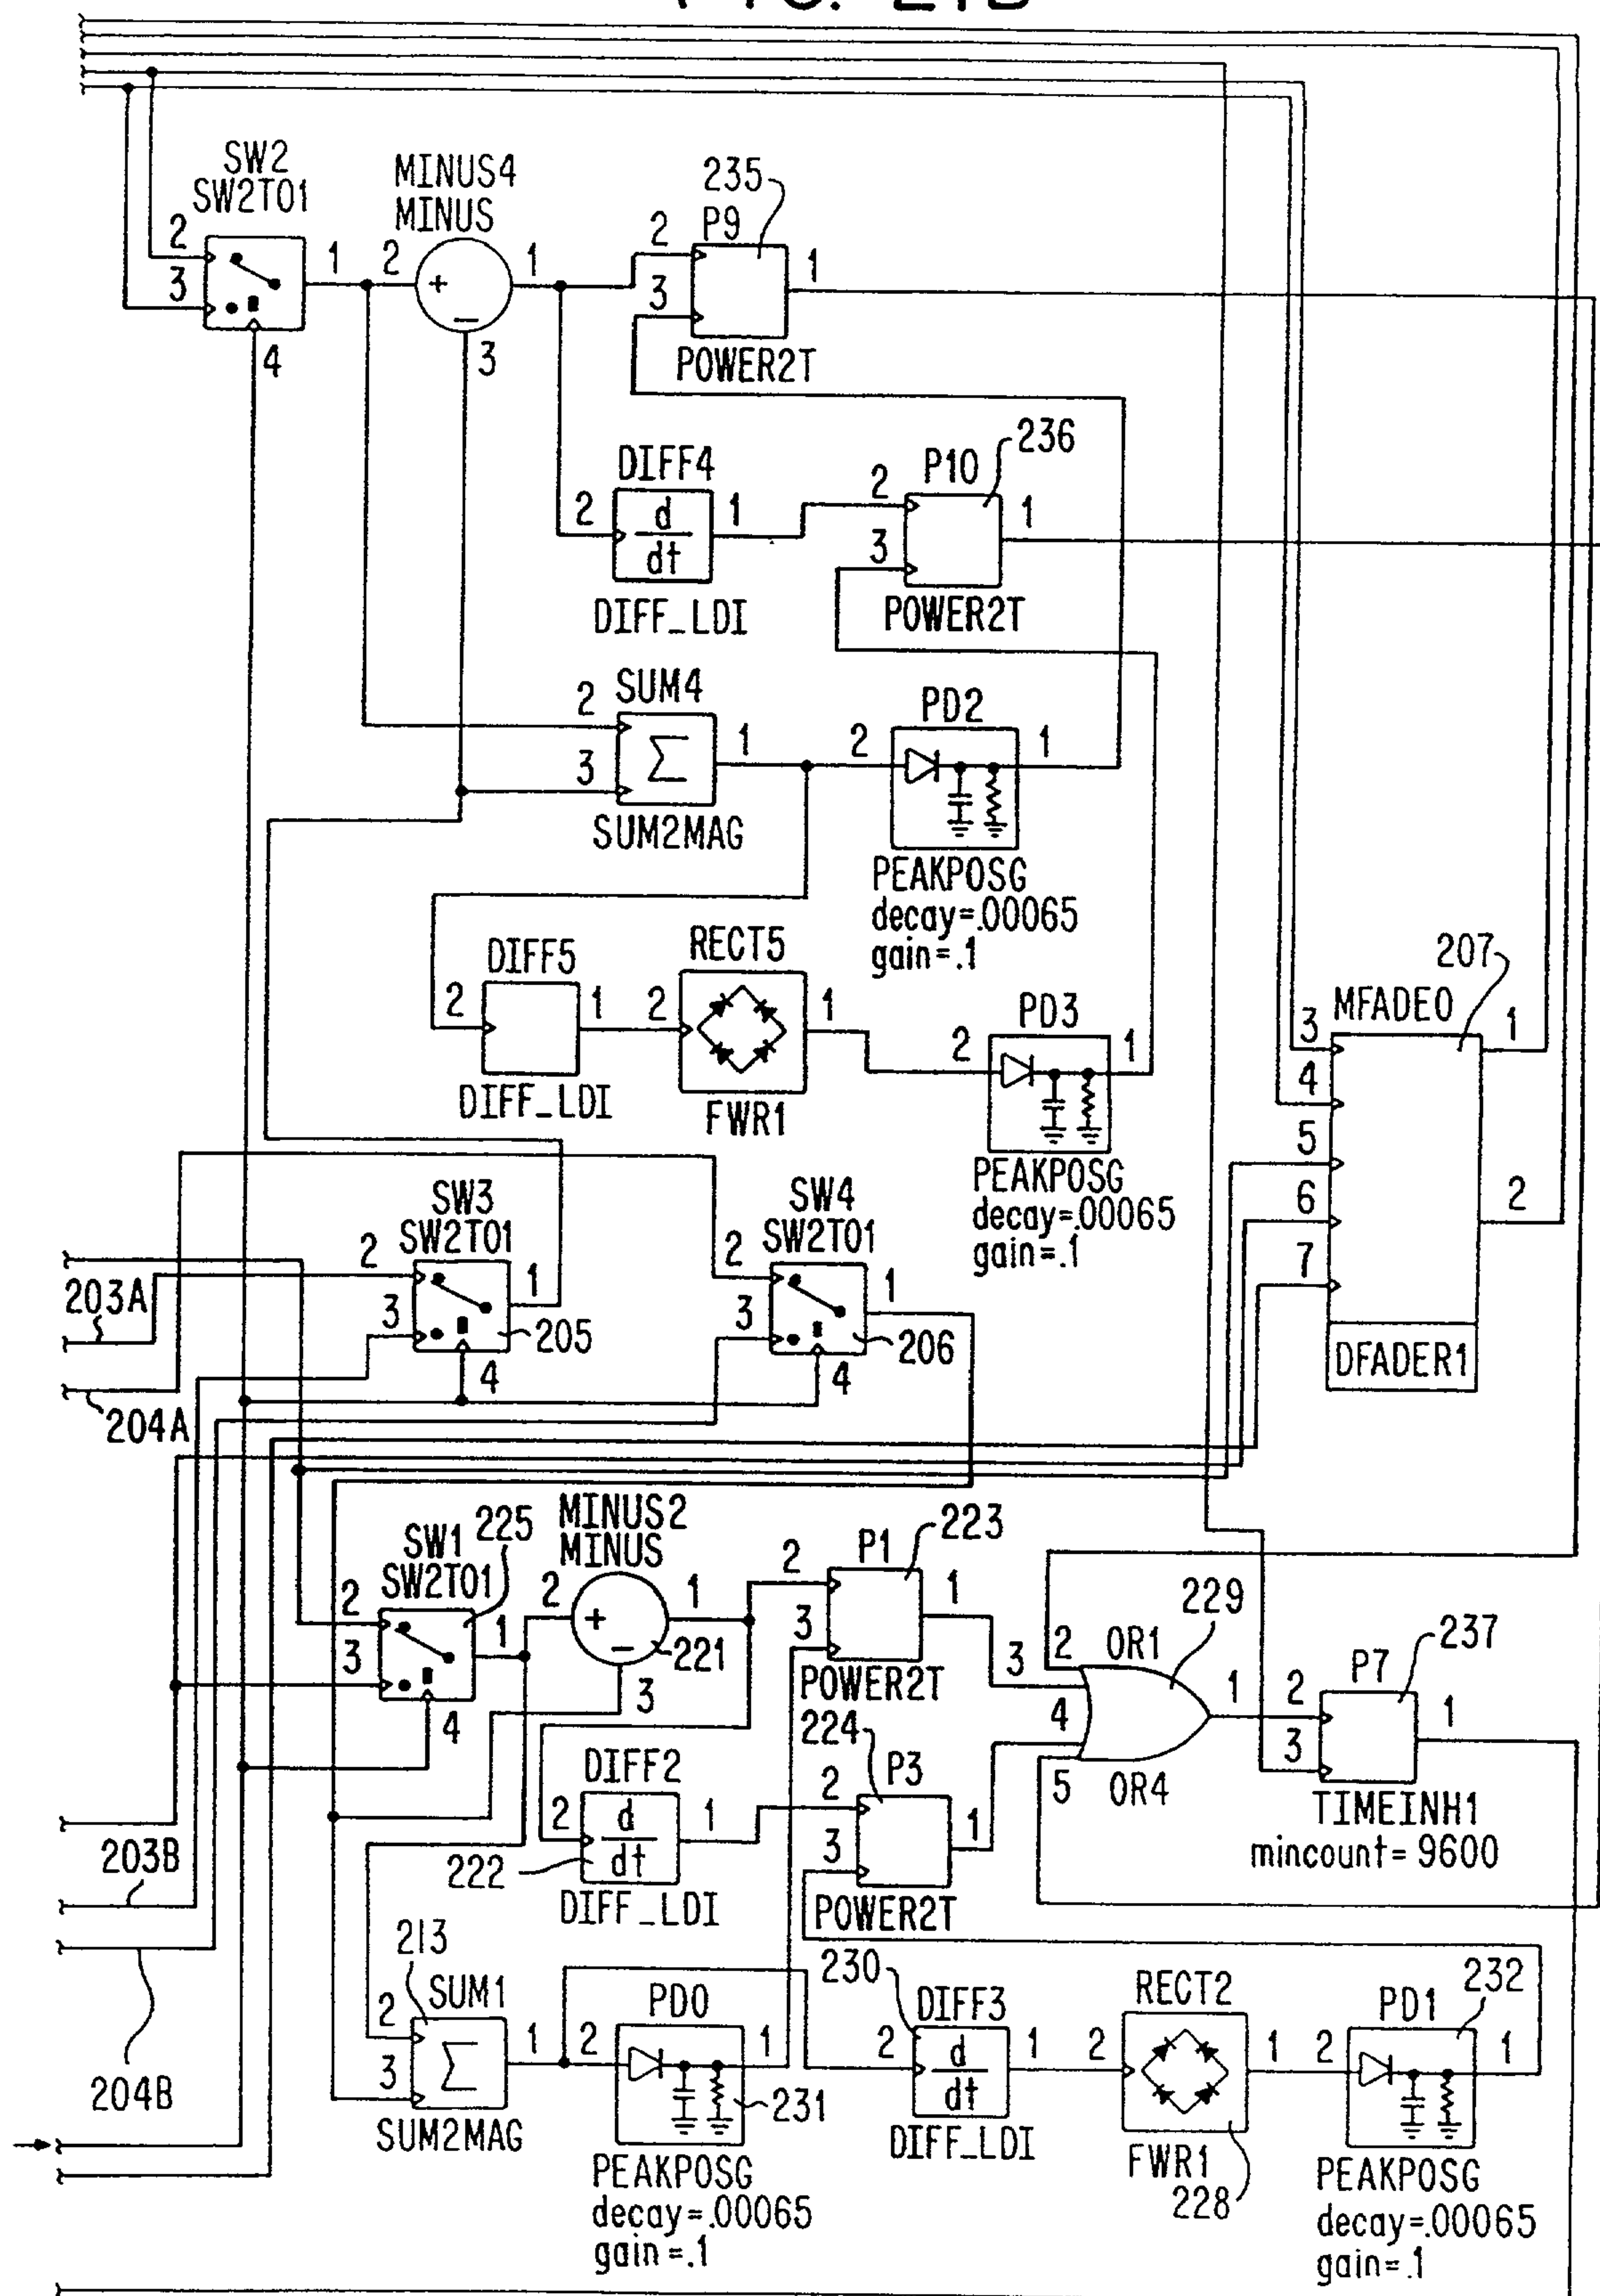 FIG. 21B
SW2
SW2TO1
2
3
1
4
MINUS4
MINUS
2
1
+
−
3
235
P9
2
3
1
POWER2T
DIFF4
2
d
dt
1
DIFF_LDI
236
P10
2
3
1
POWER2T
SUM4
2
3
Σ
1
SUM2MAG
PD2
2
1
PEAKPOSG
decay=.00065
gain=.1
DIFF5
2
1
DIFF_LDI
RECT5
2
1
FWR1
PD3
2
1
PEAKPOSG
decay=.00065
gain=.1
207
MFADE0
3
4
5
6
7
1
2
DFADER1
203A
204A
SW3
SW2TO1
2
3
1
4
205
SW4
SW2TO1
2
3
1
4
206
SW1
SW2TO1
225
2
3
1
4
MINUS2
MINUS
2
1
+
−
3
221
P1
223
2
3
1
POWER2T
224
P3
2
3
1
POWER2T
DIFF2
2
d
dt
1
222
DIFF_LDI
229
2
OR1
3
4
5
1
OR4
237
P7
2
3
1
TIMEINH1
mincount= 9600
203B
204B
213
SUM1
2
3
Σ
1
SUM2MAG
PD0
2
1
231
PEAKPOSG
decay=.00065
gain=.1
230
DIFF3
2
d
dt
1
DIFF_LDI
RECT2
2
1
FWR1
228
PD1
232
2
1
PEAKPOSG
decay=.00065
gain=.1